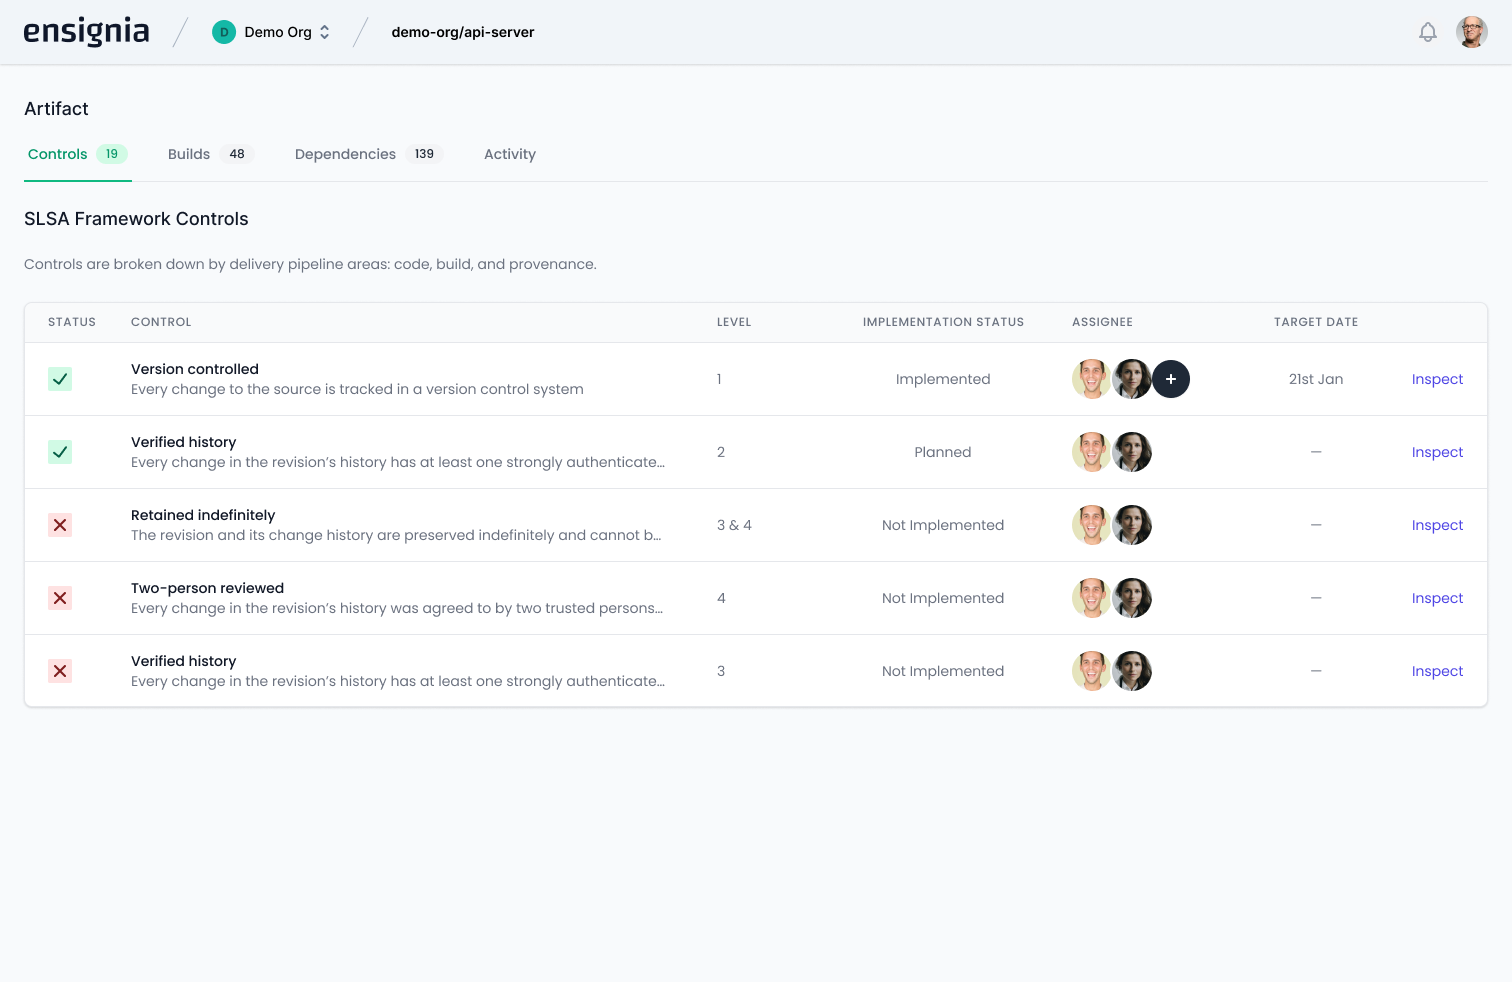 ensignia
D Demo Org
demo-org/api-server
Artifact
Controls 19 Builds 48 Dependencies 139 Activity
SLSA Framework Controls
Controls are broken down by delivery pipeline areas: code, build, and provenance.
STATUS CONTROL LEVEL IMPLEMENTATION STATUS ASSIGNEE TARGET DATE
Version controlled
Every change to the source is tracked in a version control system
1 Implemented + 21st Jan Inspect
Verified history
Every change in the revision’s history has at least one strongly authenticate...
2 Planned — Inspect
Retained indefinitely
The revision and its change history are preserved indefinitely and cannot b...
3 & 4 Not Implemented — Inspect
Two-person reviewed
Every change in the revision’s history was agreed to by two trusted persons...
4 Not Implemented — Inspect
Verified history
Every change in the revision’s history has at least one strongly authenticate...
3 Not Implemented — Inspect